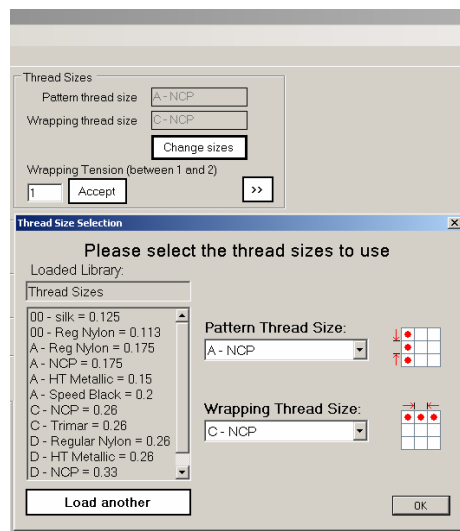 Thread Sizes
Pattern thread size A - NCP
Wrapping thread size C - NCP
Change sizes
Wrapping Tension (between 1 and 2)
1 Accept >>
Thread Size Selection
Please select the thread sizes to use
Loaded Library:
Thread Sizes
00 - silk = 0.125
00 - Reg Nylon = 0.113
A - Reg Nylon = 0.175
A - NCP = 0.175
A - HT Metallic = 0.15
A - Speed Black = 0.2
C - NCP = 0.26
C - Trimar = 0.26
D - Regular Nylon = 0.26
D - HT Metallic = 0.26
D - NCP = 0.33
Pattern Thread Size:
A - NCP
Wrapping Thread Size:
C - NCP
Load another
OK